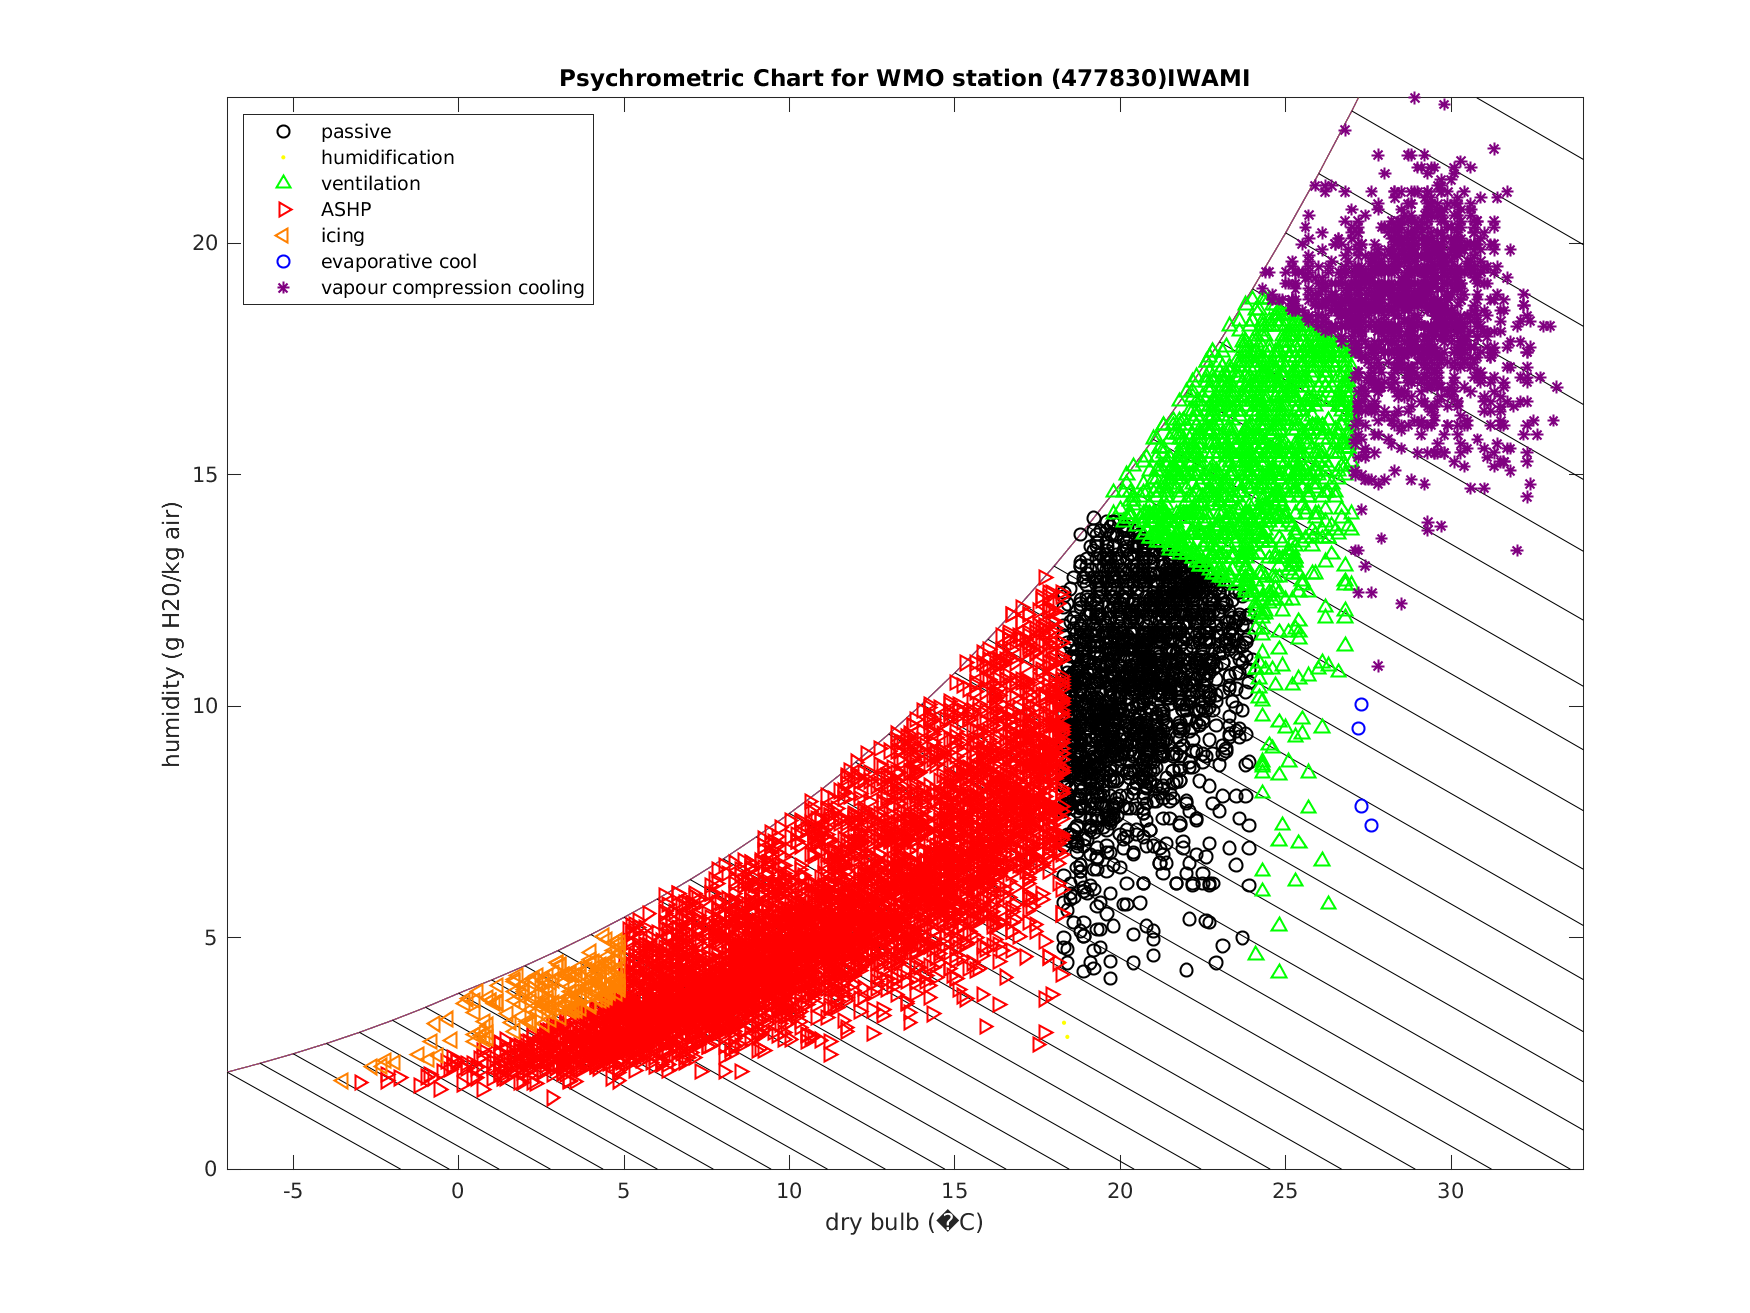 Psychrometric Chart for WMO station (477830)IWAMI
passive
humidification
ventilation
ASHP
icing
evaporative cool
vapour compression cooling
20
15
10
5
0
humidity (g H20/kg air)
-5 0 5 10 15 20 25 30
dry bulb (�C)